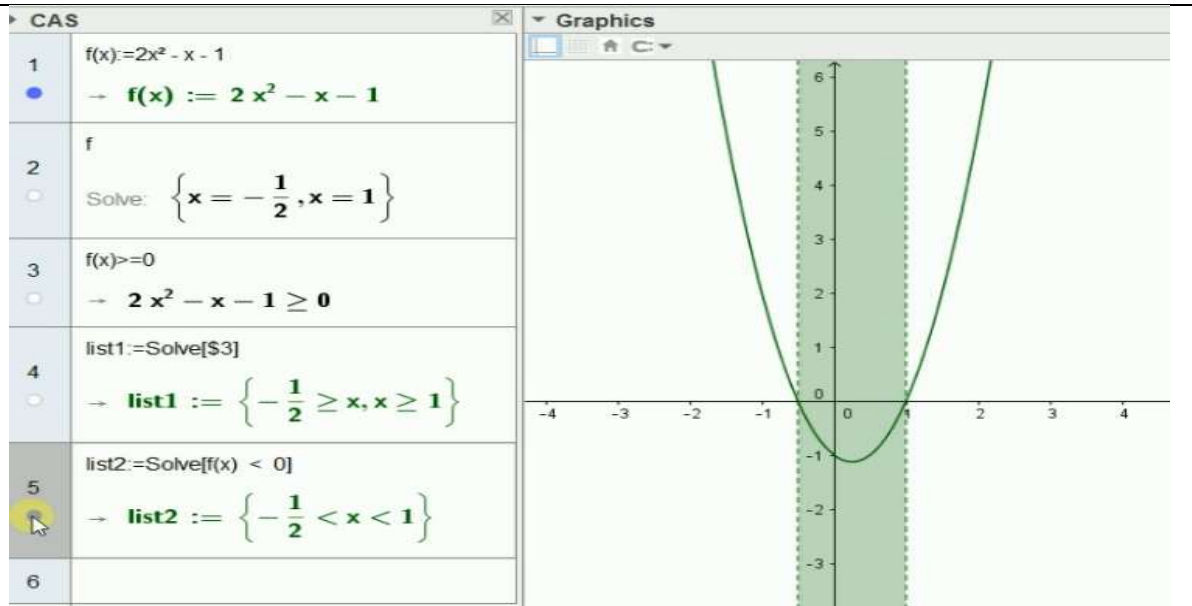 CAS
1
f(x):=2x² - x - 1
→ f(x) := 2 x² − x − 1
2
f
Solve: {x = − 1/2 , x = 1}
3
f(x)>=0
→ 2 x² − x − 1 ≥ 0
4
list1:=Solve[$3]
→ list1 := {− 1/2 ≥ x, x ≥ 1}
5
list2:=Solve[f(x) < 0]
→ list2 := {− 1/2 < x < 1}
6
Graphics
6
5
4
3
2
1
0
-4 -3 -2 -1 0 1 2 3 4
-1
-2
-3